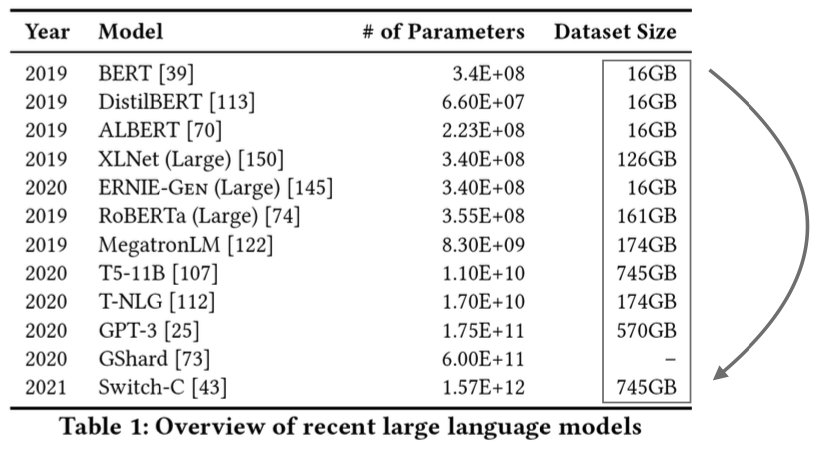 Year Model # of Parameters Dataset Size
2019 BERT [39] 3.4E+08 16GB
2019 DistilBERT [113] 6.60E+07 16GB
2019 ALBERT [70] 2.23E+08 16GB
2019 XLNet (Large) [150] 3.40E+08 126GB
2020 ERNIE-GEN (Large) [145] 3.40E+08 16GB
2019 RoBERTa (Large) [74] 3.55E+08 161GB
2019 MegatronLM [122] 8.30E+09 174GB
2020 T5-11B [107] 1.10E+10 745GB
2020 T-NLG [112] 1.70E+10 174GB
2020 GPT-3 [25] 1.75E+11 570GB
2020 GShard [73] 6.00E+11 –
2021 Switch-C [43] 1.57E+12 745GB
Table 1: Overview of recent large language models